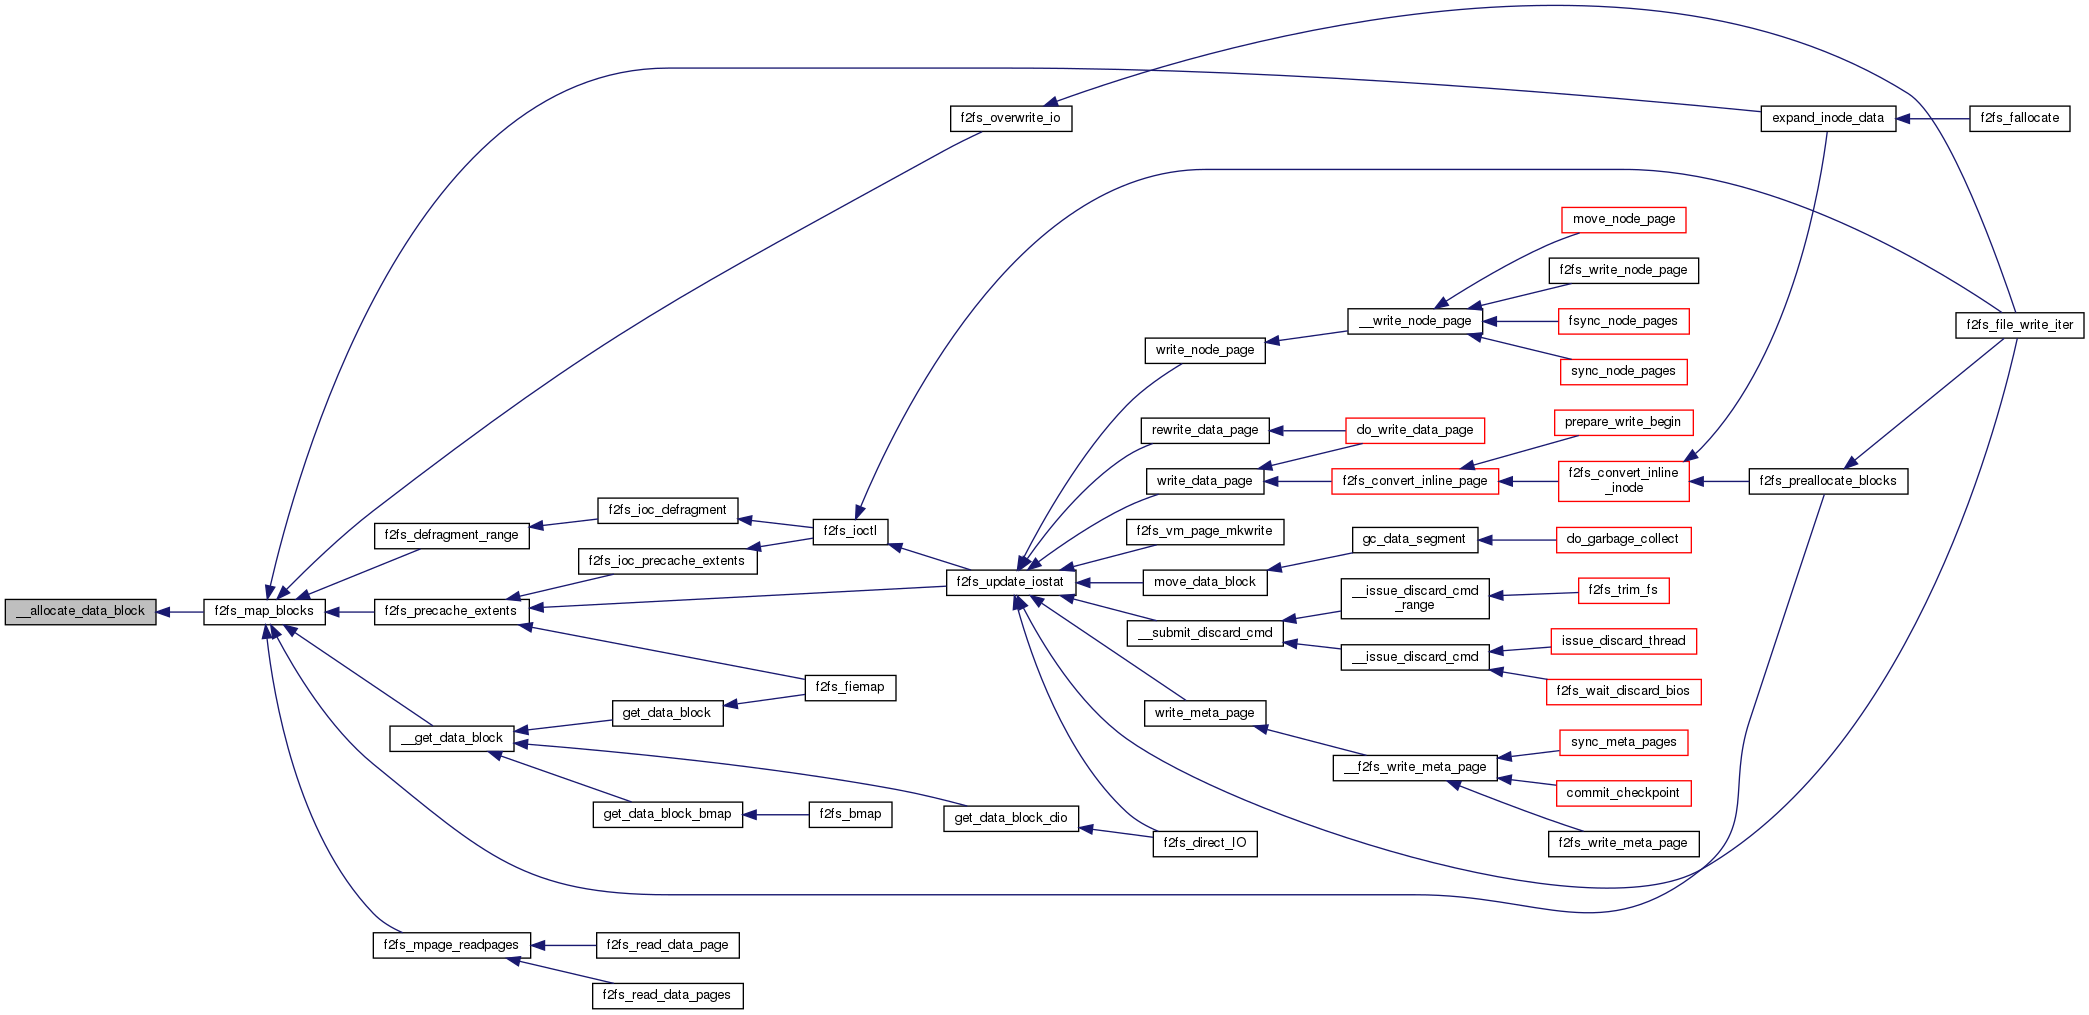 f2fs_overwrite_io
expand_inode_data
f2fs_fallocate
move_node_page
f2fs_write_node_page
__write_node_page
fsync_node_pages
f2fs_file_write_iter
write_node_page
sync_node_pages
prepare_write_begin
rewrite_data_page
do_write_data_page
write_data_page
f2fs_convert_inline_page
f2fs_convert_inline
_inode
f2fs_preallocate_blocks
f2fs_ioc_defragment
f2fs_defragment_range
f2fs_ioctl
f2fs_vm_page_mkwrite
gc_data_segment
do_garbage_collect
f2fs_ioc_precache_extents
f2fs_update_iostat
move_data_block
__issue_discard_cmd
_range
f2fs_trim_fs
__allocate_data_block
f2fs_map_blocks
f2fs_precache_extents
__submit_discard_cmd
issue_discard_thread
__issue_discard_cmd
f2fs_fiemap
f2fs_wait_discard_bios
get_data_block
write_meta_page
__get_data_block
sync_meta_pages
__f2fs_write_meta_page
commit_checkpoint
get_data_block_bmap
f2fs_bmap
get_data_block_dio
f2fs_direct_IO
f2fs_write_meta_page
f2fs_mpage_readpages
f2fs_read_data_page
f2fs_read_data_pages